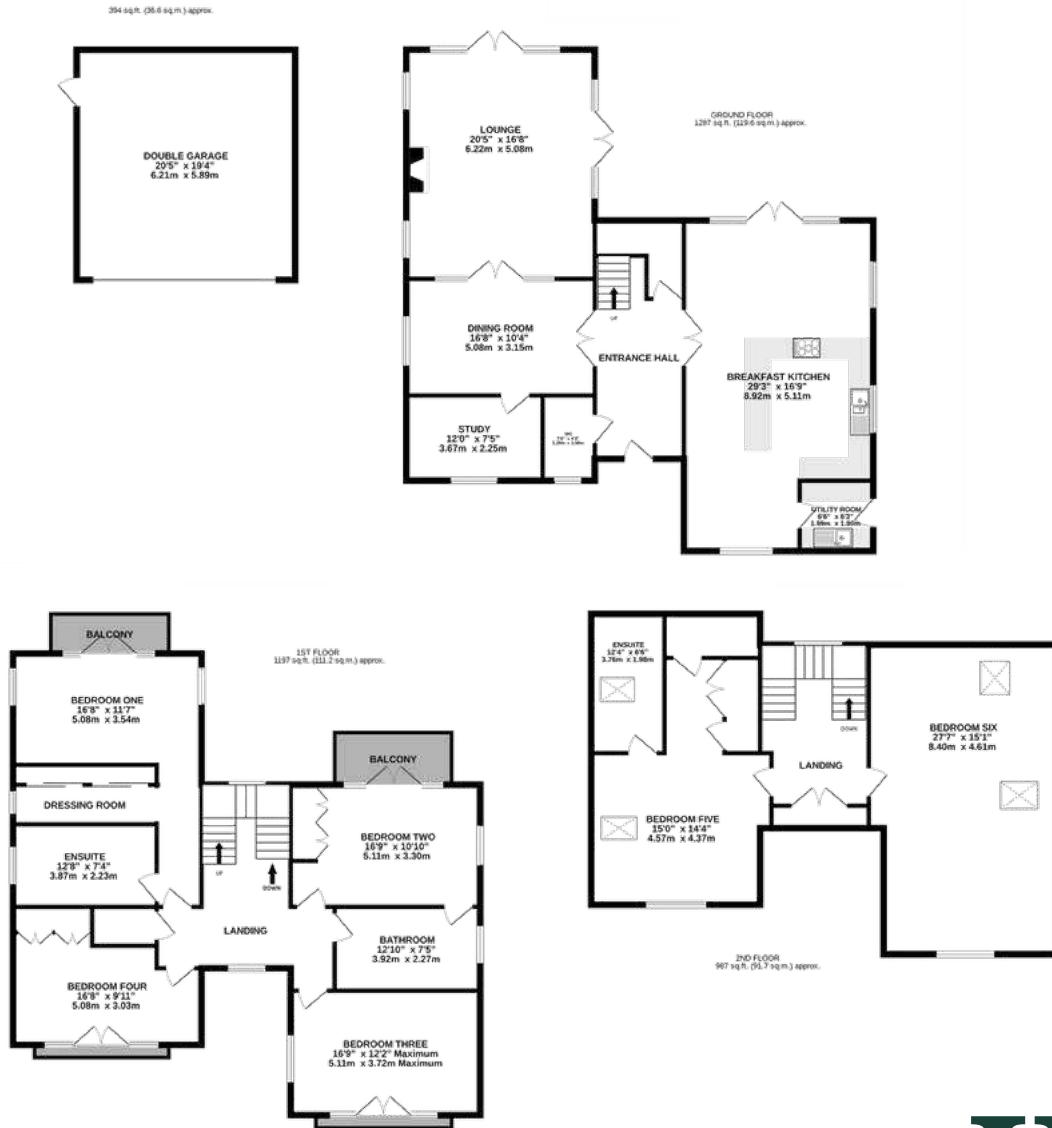 394 sq.ft. (36.6 sq.m.) approx.
DOUBLE GARAGE
20'5" x 19'4"
6.21m x 5.89m
GROUND FLOOR
1287 sq.ft. (119.6 sq.m.) approx.
LOUNGE
20'5" x 16'8"
6.22m x 5.08m
DINING ROOM
16'8" x 10'4"
5.08m x 3.15m
UP
ENTRANCE HALL
BREAKFAST KITCHEN
29'3" x 16'9"
8.92m x 5.11m
STUDY
12'0" x 7'5"
3.67m x 2.25m
WC
UTILITY ROOM
6'6" x 6'3"
1.99m x 1.90m
1ST FLOOR
1197 sq.ft. (111.2 sq.m.) approx.
BALCONY
BEDROOM ONE
16'8" x 11'7"
5.08m x 3.54m
DRESSING ROOM
ENSUITE
12'8" x 7'4"
3.87m x 2.23m
UP
DOWN
LANDING
BALCONY
BEDROOM TWO
16'9" x 10'10"
5.11m x 3.30m
BATHROOM
12'10" x 7'5"
3.92m x 2.27m
BEDROOM FOUR
16'8" x 9'11"
5.08m x 3.03m
BEDROOM THREE
16'9" x 12'2" Maximum
5.11m x 3.72m Maximum
ENSUITE
12'4" x 6'6"
3.76m x 1.98m
DOWN
LANDING
BEDROOM SIX
27'7" x 15'1"
8.40m x 4.61m
BEDROOM FIVE
15'0" x 14'4"
4.57m x 4.37m
2ND FLOOR
987 sq.ft. (91.7 sq.m.) approx.